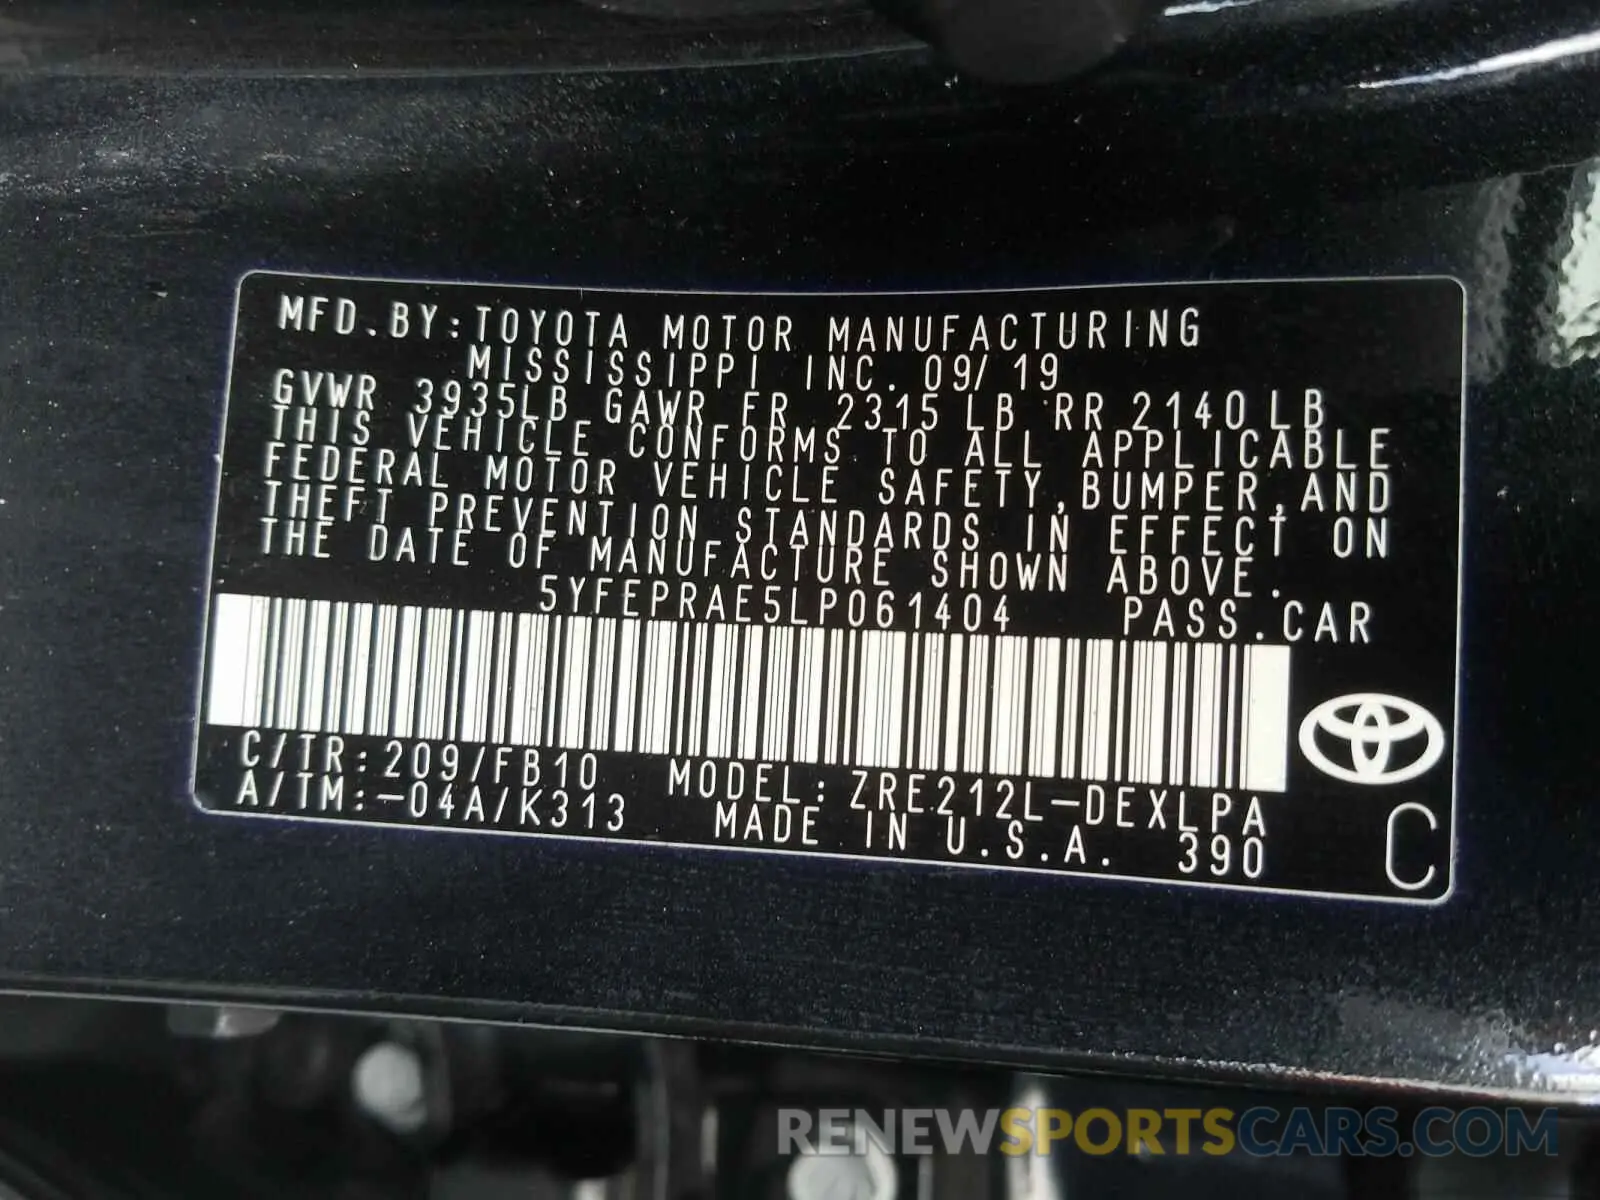 MFD.BY:TOYOTA MOTOR MANUFACTURING
MISSISSIPPI INC. 09/19
GVWR 3935LB GAWR FR 2315 LB RR 2140 LB
THIS VEHICLE CONFORMS TO ALL APPLICABLE
FEDERAL MOTOR VEHICLE SAFETY,BUMPER,AND
THEFT PREVENTION STANDARDS IN EFFECT ON
THE DATE OF MANUFACTURE SHOWN ABOVE.
5YFEPRAE5LP061404 PASS.CAR
C/TR:209/FB10 MODEL:ZRE212L-DEXLPA
A/TM:-04A/K313 MADE IN U.S.A. 390
C
RENEWSPORTSCARS.COM